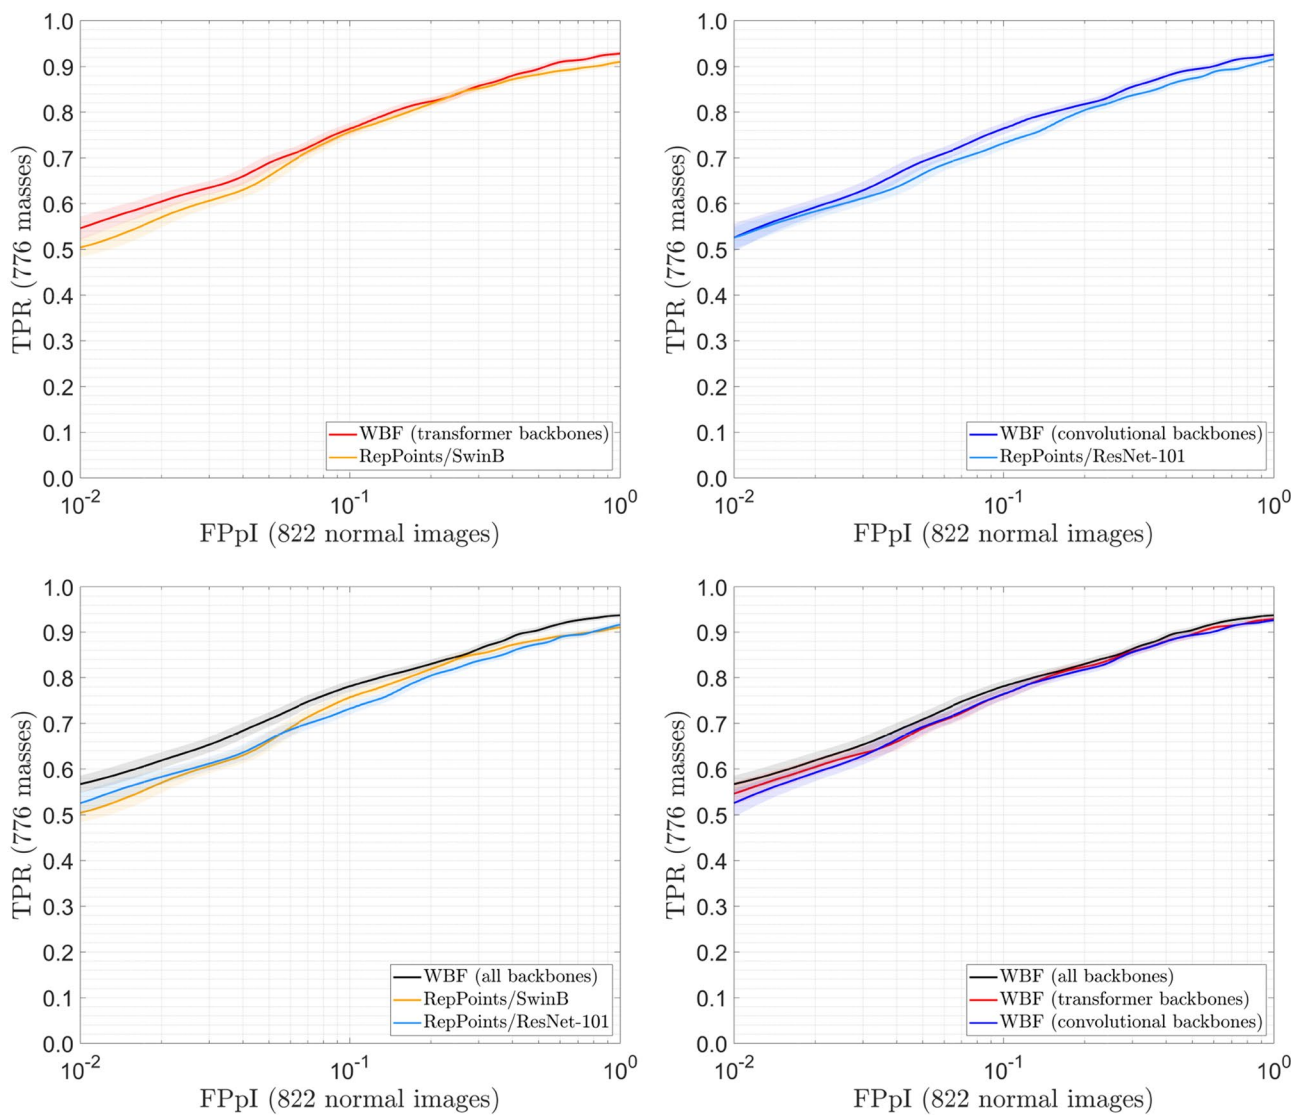 1.0
0.9
0.8
0.7
0.6
0.5
0.4
0.3
0.2
0.1
0.0
TPR (776 masses)
WBF (transformer backbones)
RepPoints/SwinB
10^-2 10^-1 10^0
FPpI (822 normal images)
1.0
0.9
0.8
0.7
0.6
0.5
0.4
0.3
0.2
0.1
0.0
TPR (776 masses)
WBF (convolutional backbones)
RepPoints/ResNet-101
10^-2 10^-1 10^0
FPpI (822 normal images)
1.0
0.9
0.8
0.7
0.6
0.5
0.4
0.3
0.2
0.1
0.0
TPR (776 masses)
WBF (all backbones)
RepPoints/SwinB
RepPoints/ResNet-101
10^-2 10^-1 10^0
FPpI (822 normal images)
1.0
0.9
0.8
0.7
0.6
0.5
0.4
0.3
0.2
0.1
0.0
TPR (776 masses)
WBF (all backbones)
WBF (transformer backbones)
WBF (convolutional backbones)
10^-2 10^-1 10^0
FPpI (822 normal images)